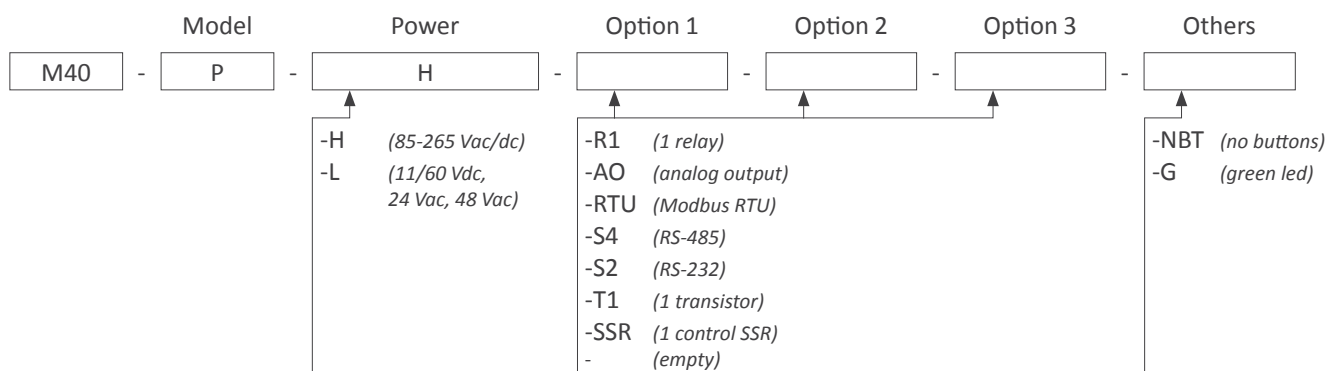 Model Power Option 1 Option 2 Option 3 Others
M40 - P - H - - - -
-H (85-265 Vac/dc)
-L (11/60 Vdc,
24 Vac, 48 Vac)
-R1 (1 relay)
-AO (analog output)
-RTU (Modbus RTU)
-S4 (RS-485)
-S2 (RS-232)
-T1 (1 transistor)
-SSR (1 control SSR)
- (empty)
-NBT (no buttons)
-G (green led)